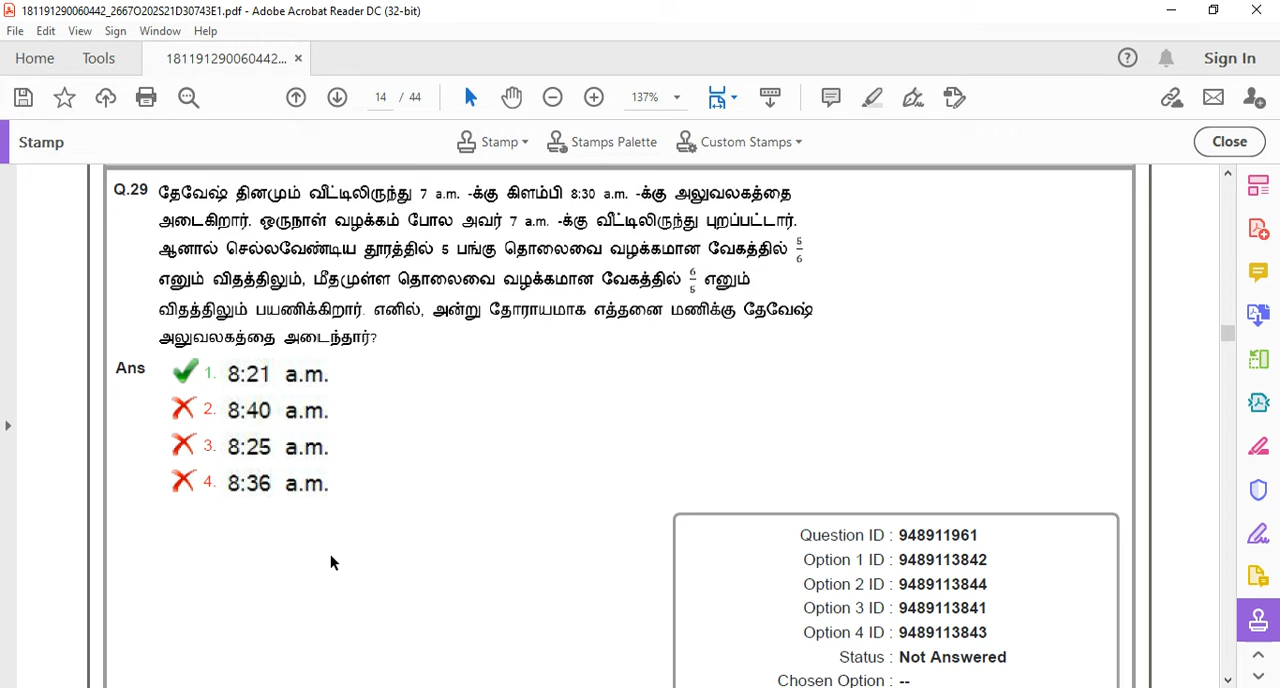 181191290060442_2667O202S21D30743E1.pdf - Adobe Acrobat Reader DC (32-bit)
File Edit View Sign Window Help
Home Tools 181191290060442... × Sign In
14 / 44 137%
Stamp Stamp Stamps Palette Custom Stamps Close
Q.29 தேவேஷ் தினமும் வீட்டிலிருந்து 7 a.m. -க்கு கிளம்பி 8:30 a.m. -க்கு அலுவலகத்தை
அடைகிறார். ஒருநாள் வழக்கம் போல அவர் 7 a.m. -க்கு வீட்டிலிருந்து புறப்பட்டார்.
ஆனால் செல்லவேண்டிய தூரத்தில் 5 பங்கு தொலைவை வழக்கமான வேகத்தில் 5/6
எனும் விதத்திலும், மீதமுள்ள தொலைவை வழக்கமான வேகத்தில் 6/5 எனும்
விதத்திலும் பயணிக்கிறார். எனில், அன்று தோராயமாக எத்தனை மணிக்கு தேவேஷ்
அலுவலகத்தை அடைந்தார்?
Ans 1. 8:21 a.m.
2. 8:40 a.m.
3. 8:25 a.m.
4. 8:36 a.m.
Question ID : 948911961
Option 1 ID : 9489113842
Option 2 ID : 9489113844
Option 3 ID : 9489113841
Option 4 ID : 9489113843
Status : Not Answered
Chosen Option : --